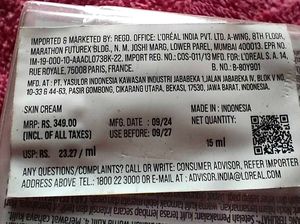 IMPORTED & MARKETED BY: REGD. OFFICE: L'ORÉAL INDIA PVT. LTD. A-WING, 8TH FLOOR,
MARATHON FUTUREX BLDG., N. M. JOSHI MARG, LOWER PAREL, MUMBAI 400013. EPR NO.
IM-19-000-10-AAACL0738K-22. IMPORT REG. NO. COS-011/13 MFG. FOR: L'OREAL S. A. 14,
RUE ROYALE, 75008 PARIS, FRANCE. B-BOY901
MFG. AT: PT. YASULOR INDONESIA KAWASAN INDUSTRI JABABEKA 1,JALAN JABABEKA IV, BLOK V NO.
10,33 & 44-63, PASIR GOMBONG, CIKARANG UTARA, BEKASI, 17530, JAWA BARAT, INDONESIA.
SKIN CREAM MADE IN: INDONESIA
MRP: RS. 349.00 MFD: 09/24 NET QUANTITY:
(INCL. OF ALL TAXES) USE BEFORE: 09/27
USP: RS. 23.27 / ml 15 ml
ANY QUESTIONS/COMPLAINTS? CALL OR WRITE: CONSUMER ADVISOR, REFER IMPORTER
ADDRESS ABOVE TEL.: 1800 22 3000 OR E-MAIL AT : ADVISOR.INDIA@LOREAL.COM